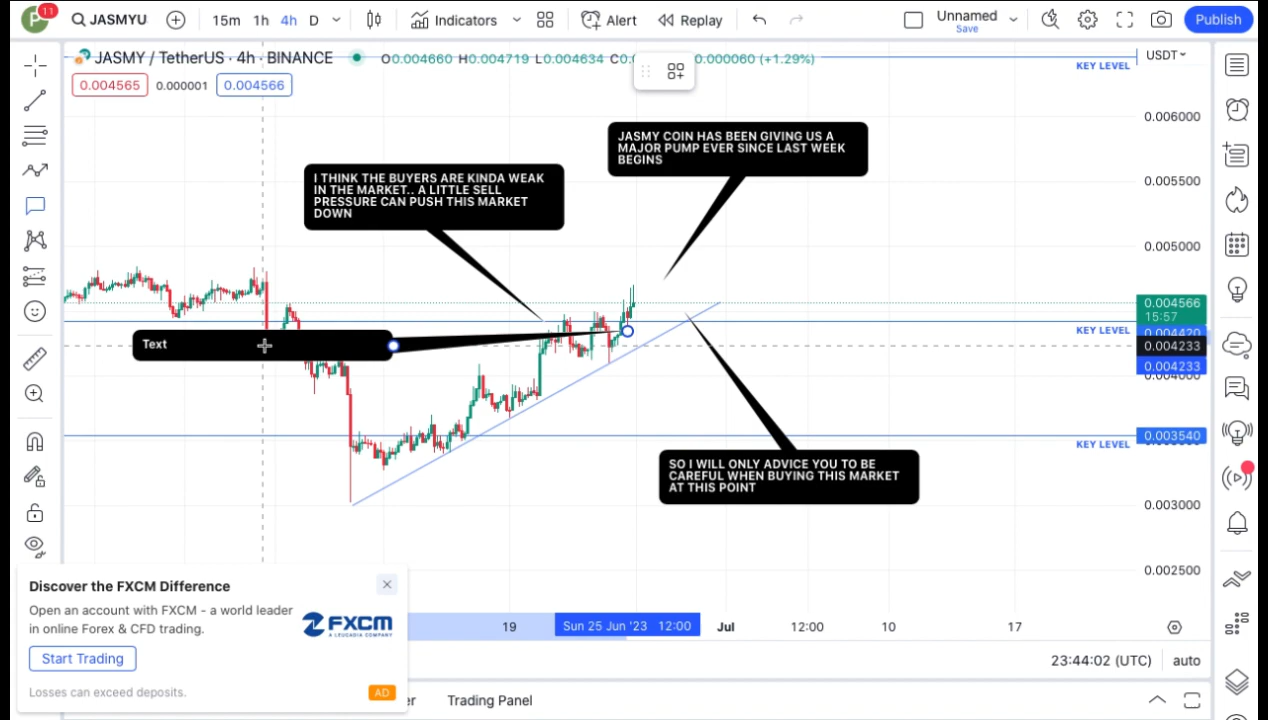 11
P
JASMYU
15m 1h 4h D
Indicators
Alert
Replay
Unnamed
Save
Publish
JASMY / TetherUS · 4h · BINANCE
O0.004660 H0.004719 L0.004634 C0.
0.000060 (+1.29%)
USDT
KEY LEVEL
0.004565
0.000001
0.004566
0.006000
JASMY COIN HAS BEEN GIVING US A
MAJOR PUMP EVER SINCE LAST WEEK
BEGINS
I THINK THE BUYERS ARE KINDA WEAK
IN THE MARKET.. A LITTLE SELL
PRESSURE CAN PUSH THIS MARKET
DOWN
0.005500
0.005000
0.004566
15:57
KEY LEVEL
0.004420
Text
0.004233
0.004233
0.004000
0.003540
KEY LEVEL
SO I WILL ONLY ADVICE YOU TO BE
CAREFUL WHEN BUYING THIS MARKET
AT THIS POINT
0.003000
0.002500
Discover the FXCM Difference
Open an account with FXCM - a world leader
in online Forex & CFD trading.
FXCM
A LEUCADIA COMPANY
Start Trading
Losses can exceed deposits.
AD
19
Sun 25 Jun '23 12:00
Jul
12:00
10
17
23:44:02 (UTC)
auto
er
Trading Panel